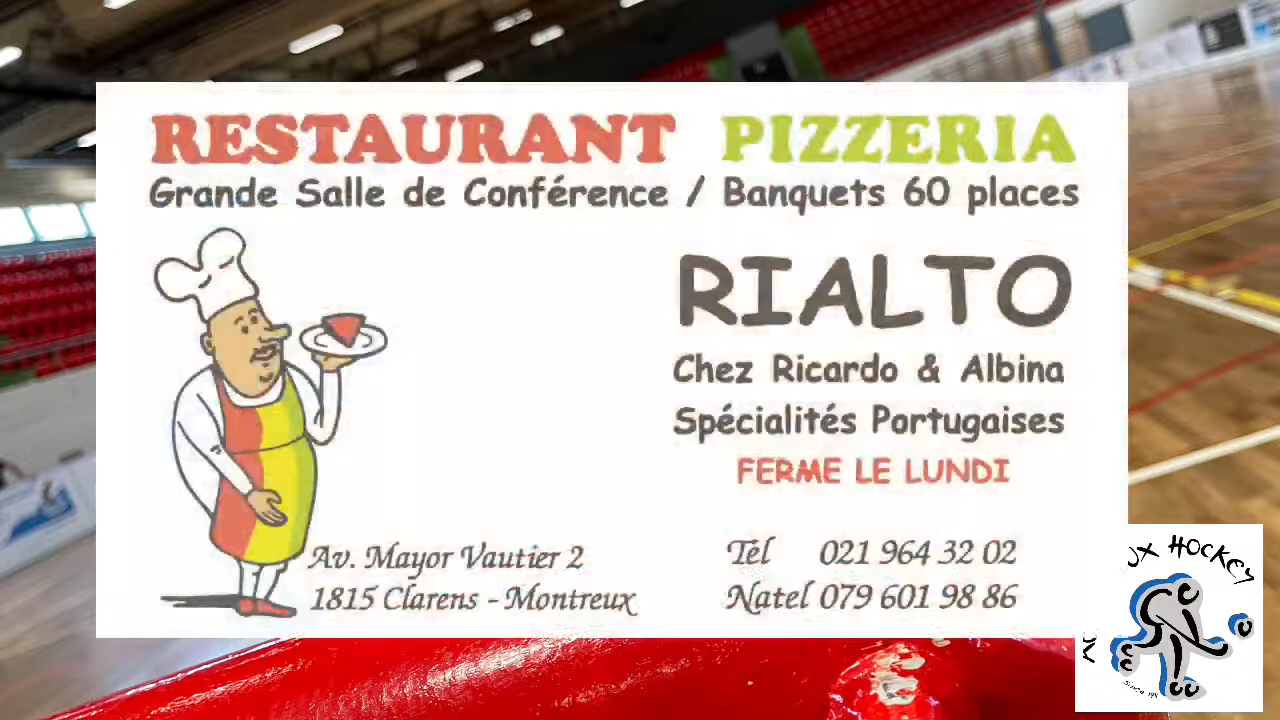 RESTAURANT PIZZERIA
Grande Salle de Conférence / Banquets 60 places
RIALTO
Chez Ricardo & Albina
Spécialités Portugaises
FERME LE LUNDI
Av. Mayor Vautier 2
1815 Clarens - Montreux
Tél 021 964 32 02
Natel 079 601 98 86
UX HOCKEY